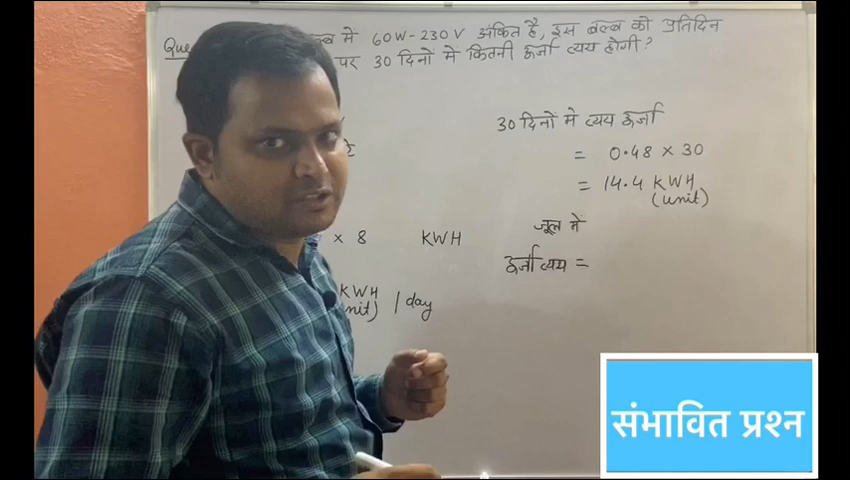 Que ल्ब में 60W-230V अंकित है, इस बल्ब को प्रतिदिन
पर 30 दिनों में कितनी ऊर्जा व्यय होगी?
30 दिनों में व्यय ऊर्जा
= 0.48 x 30
= 14.4 KWH
(unit)
x 8 KWH
KWH
nit) / day
जूल में
ऊर्जा व्यय =
संभावित प्रश्न